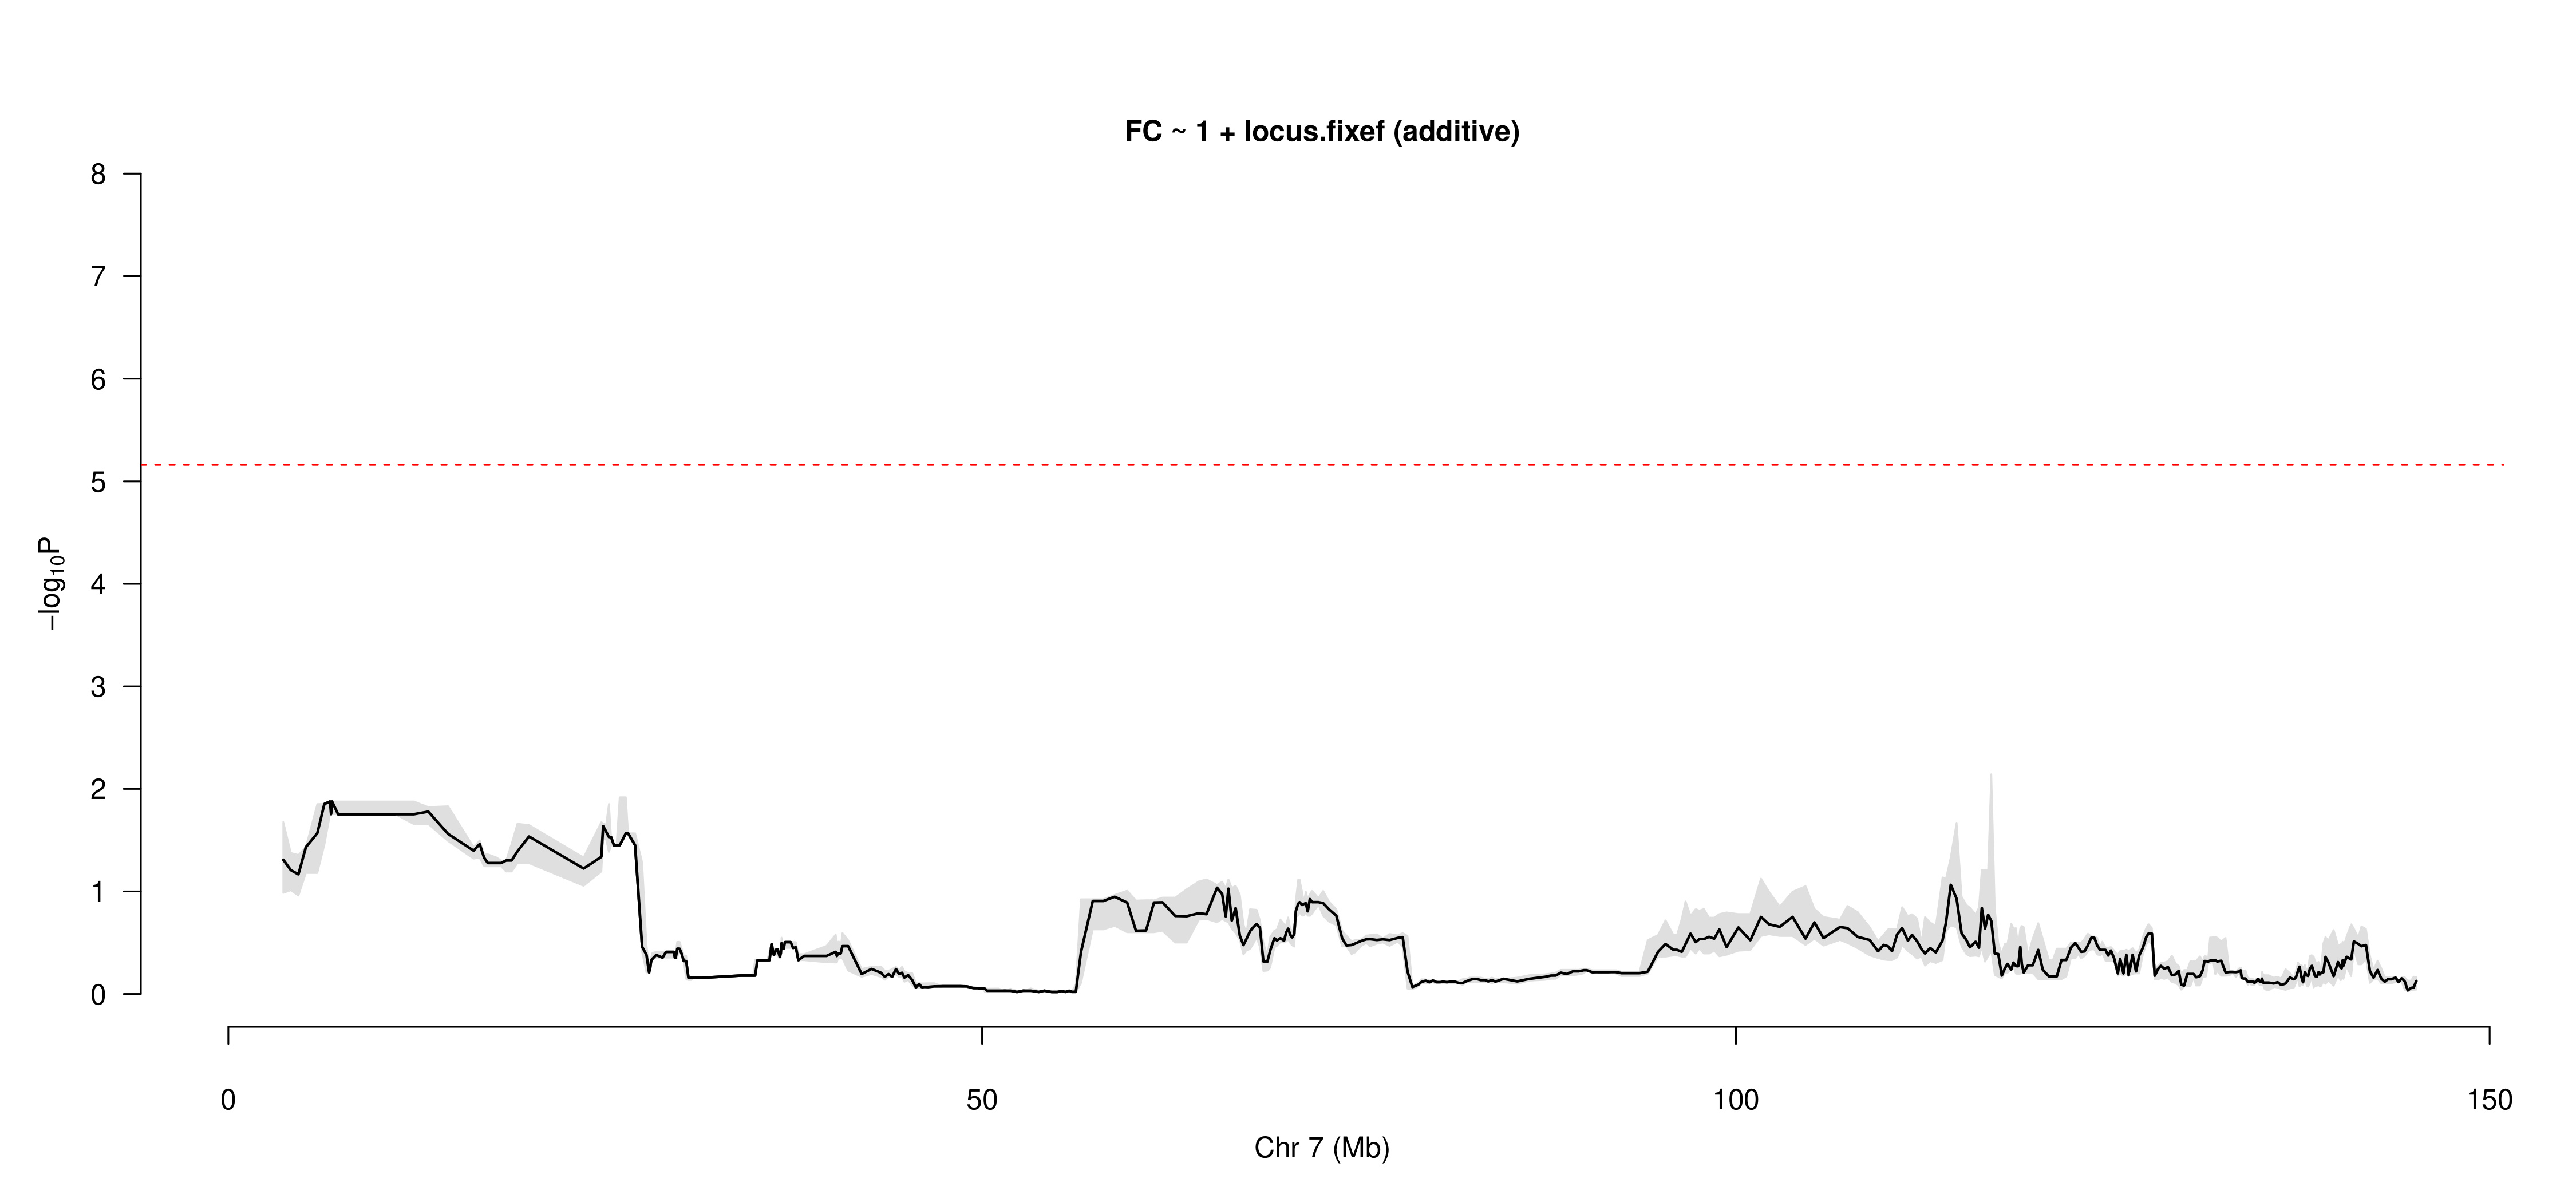 FC ~ 1 + locus.fixef (additive)
8
7
6
5
4
3
2
1
0
−log10P
0 50 100 150
Chr 7 (Mb)